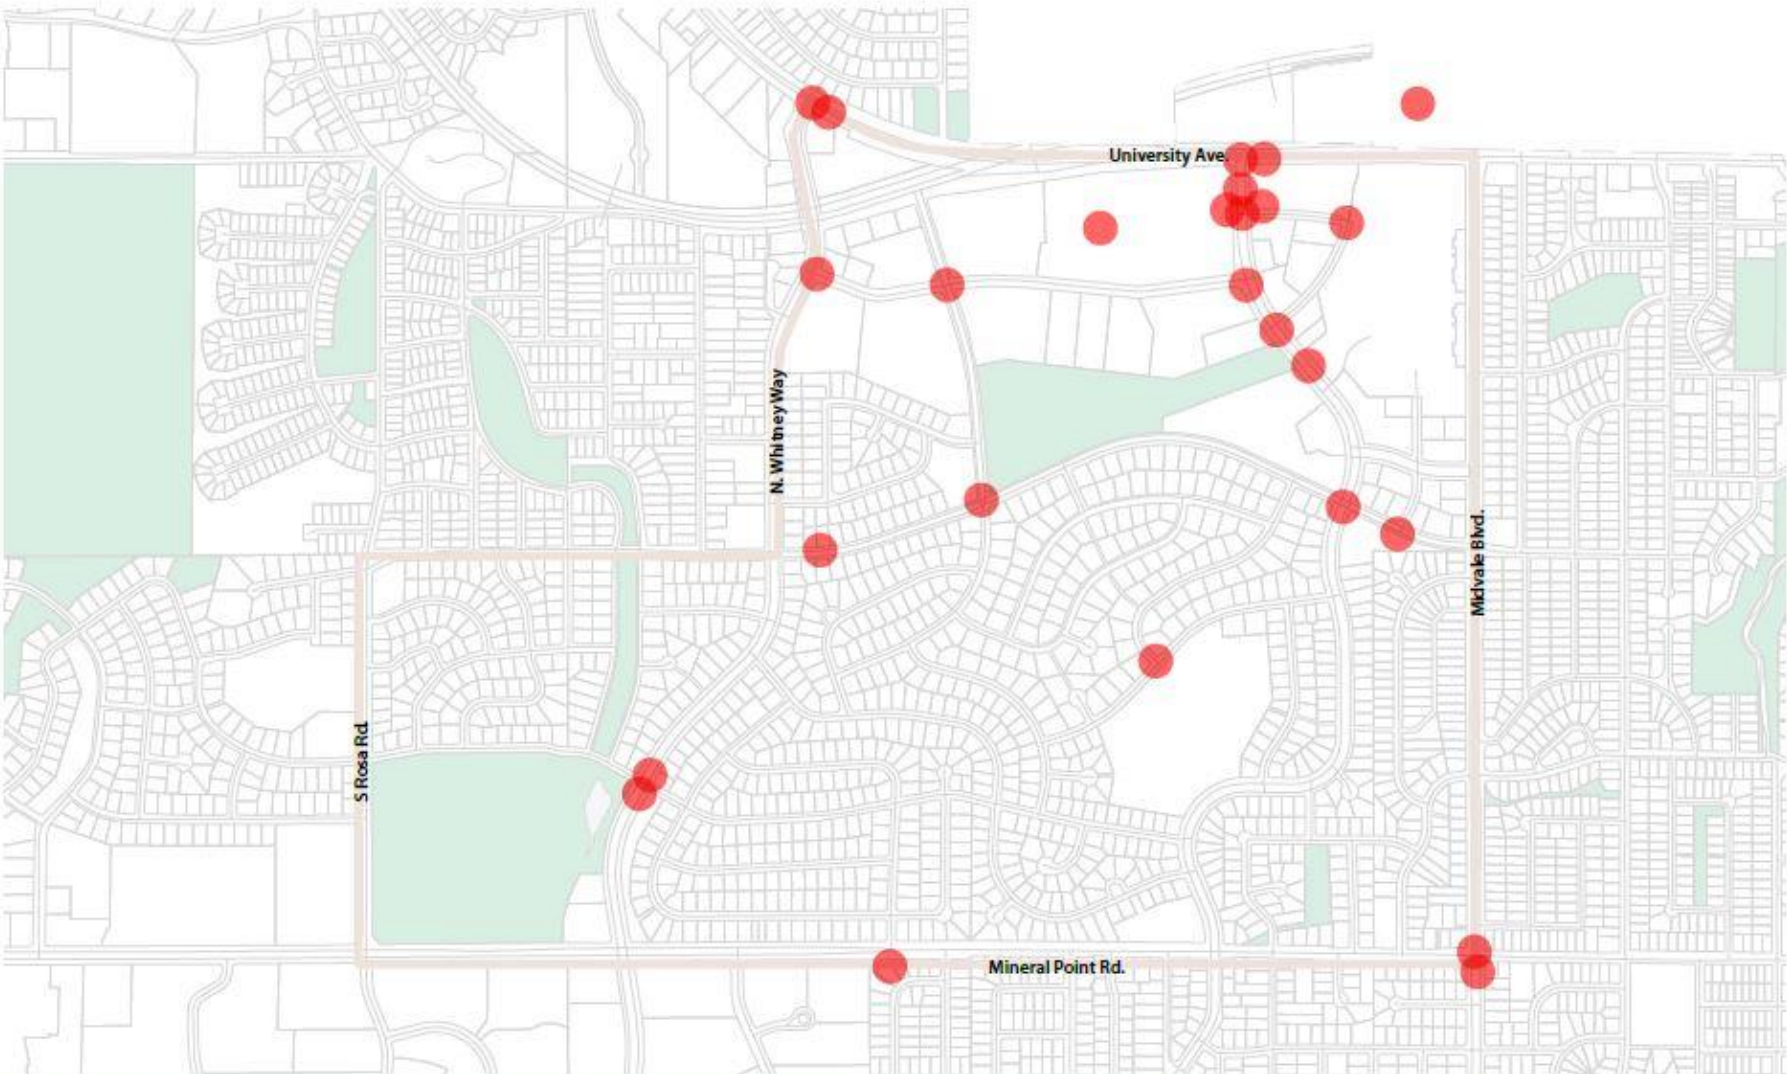 University Ave.
N. Whitney Way
Midvale Blvd.
S Rosa Rd.
Mineral Point Rd.